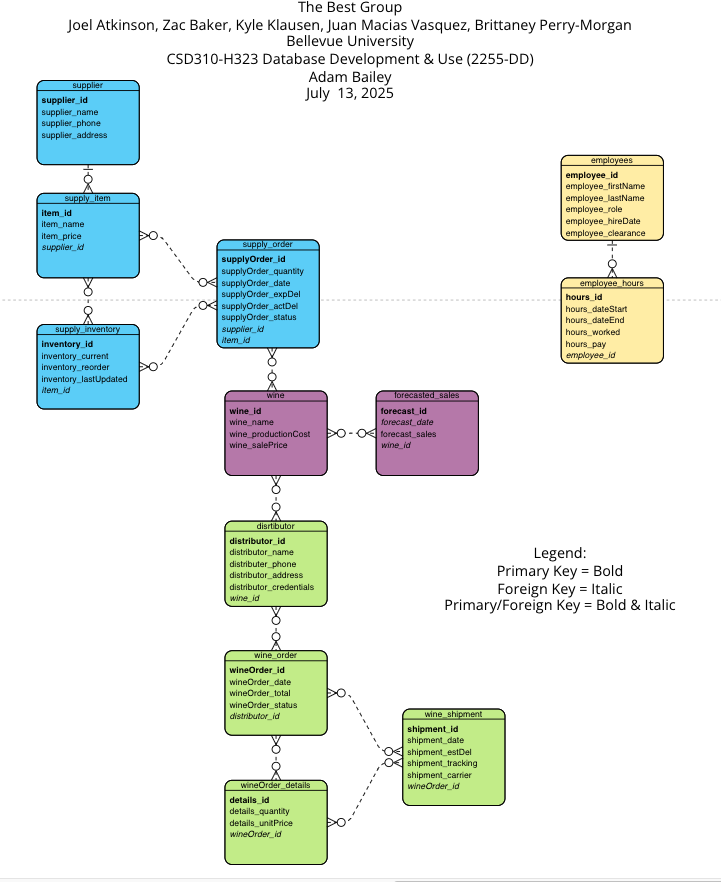 The Best Group
Joel Atkinson, Zac Baker, Kyle Klausen, Juan Macias Vasquez, Brittaney Perry-Morgan
Bellevue University
CSD310-H323 Database Development & Use (2255-DD)
Adam Bailey
July 13, 2025
supplier
supplier_id
supplier_name
supplier_phone
supplier_address
supply_item
item_id
item_name
item_price
supplier_id
supply_inventory
inventory_id
inventory_current
inventory_reorder
inventory_lastUpdated
item_id
supply_order
supplyOrder_id
supplyOrder_quantity
supplyOrder_date
supplyOrder_expDel
supplyOrder_actDel
supplyOrder_status
supplier_id
item_id
employees
employee_id
employee_firstName
employee_lastName
employee_role
employee_hireDate
employee_clearance
employee_hours
hours_id
hours_dateStart
hours_dateEnd
hours_worked
hours_pay
employee_id
wine
wine_id
wine_name
wine_productionCost
wine_salePrice
forecasted_sales
forecast_id
forecast_date
forecast_sales
wine_id
disrtibutor
distributor_id
distributor_name
distributer_phone
distributor_address
distributor_credentials
wine_id
Legend:
Primary Key = Bold
Foreign Key = Italic
Primary/Foreign Key = Bold & Italic
wine_order
wineOrder_id
wineOrder_date
wineOrder_total
wineOrder_status
distributor_id
wine_shipment
shipment_id
shipment_date
shipment_estDel
shipment_tracking
shipment_carrier
wineOrder_id
wineOrder_details
details_id
details_quantity
details_unitPrice
wineOrder_id